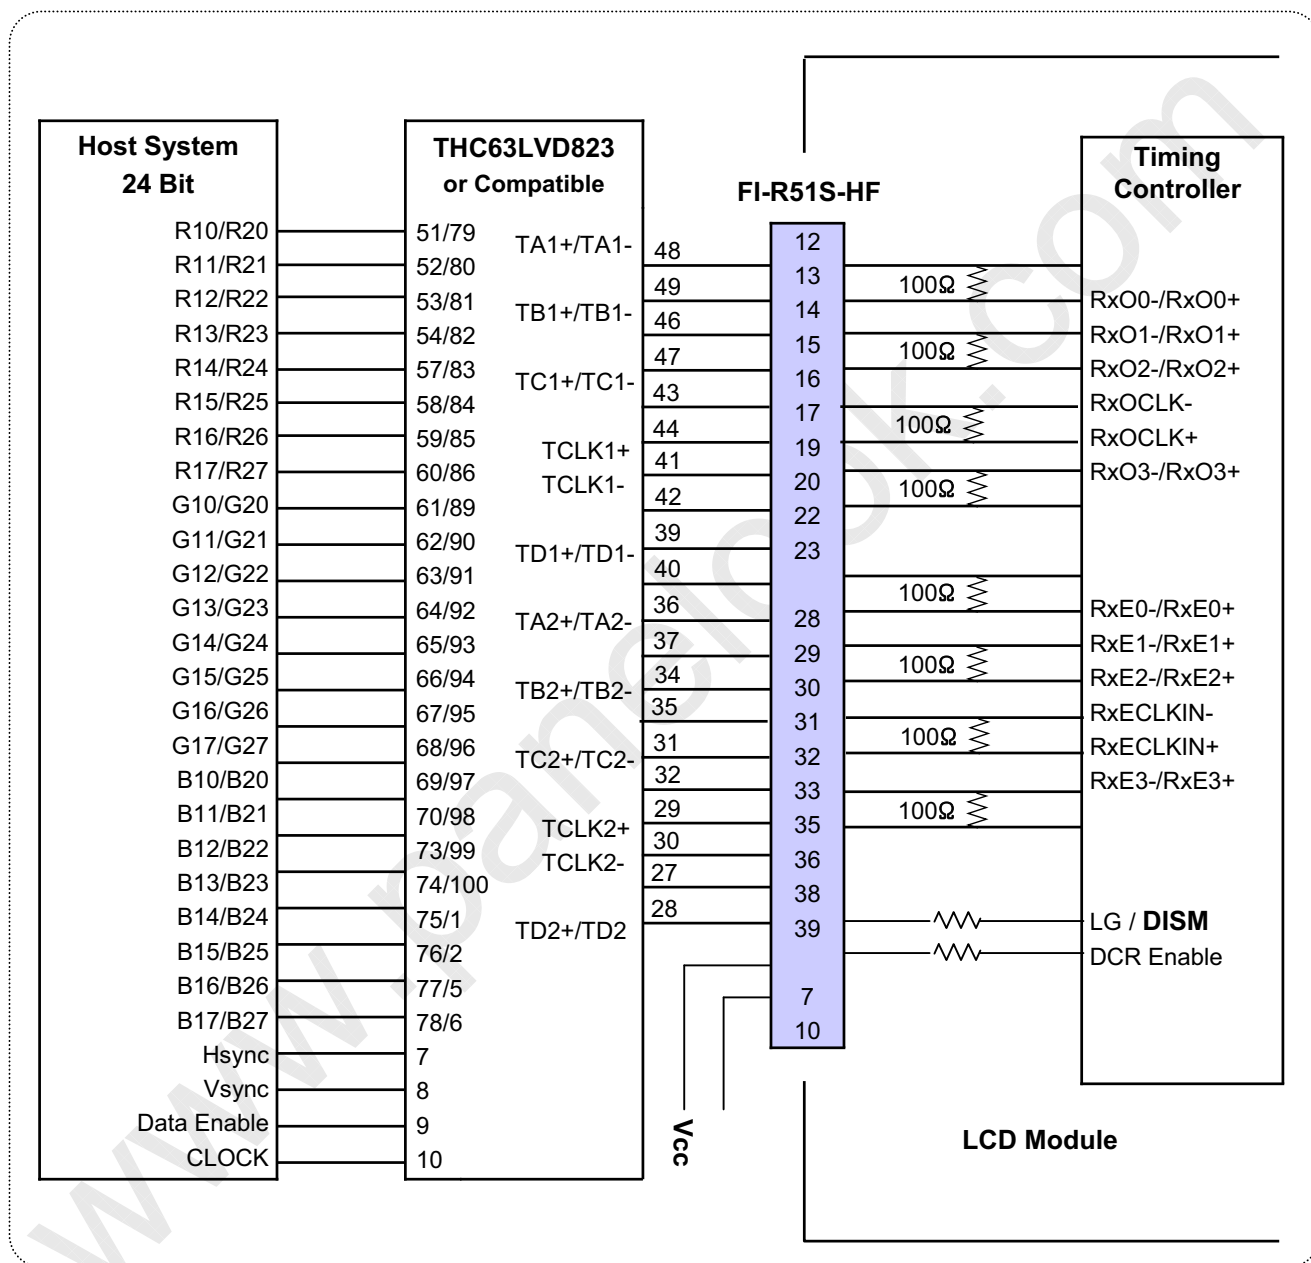 Host System
24 Bit
R10/R20
R11/R21
R12/R22
R13/R23
R14/R24
R15/R25
R16/R26
R17/R27
G10/G20
G11/G21
G12/G22
G13/G23
G14/G24
G15/G25
G16/G26
G17/G27
B10/B20
B11/B21
B12/B22
B13/B23
B14/B24
B15/B25
B16/B26
B17/B27
Hsync
Vsync
Data Enable
CLOCK
THC63LVD823
or Compatible
51/79
52/80
53/81
54/82
57/83
58/84
59/85
60/86
61/89
62/90
63/91
64/92
65/93
66/94
67/95
68/96
69/97
70/98
73/99
74/100
75/1
76/2
77/5
78/6
7
8
9
10
TA1+/TA1-
TB1+/TB1-
TC1+/TC1-
TCLK1+
TCLK1-
TD1+/TD1-
TA2+/TA2-
TB2+/TB2-
TC2+/TC2-
TCLK2+
TCLK2-
TD2+/TD2
48
49
46
47
43
44
41
42
39
40
36
37
34
35
31
32
29
30
27
28
Vcc
FI-R51S-HF
12
13
14
15
16
17
19
20
22
23
28
29
30
31
32
33
35
36
38
39
7
10
100Ω
100Ω
100Ω
100Ω
100Ω
100Ω
100Ω
100Ω
Timing
Controller
RxO0-/RxO0+
RxO1-/RxO1+
RxO2-/RxO2+
RxOCLK-
RxOCLK+
RxO3-/RxO3+
RxE0-/RxE0+
RxE1-/RxE1+
RxE2-/RxE2+
RxECLKIN-
RxECLKIN+
RxE3-/RxE3+
LG / DISM
DCR Enable
LCD Module
www.panelook.com